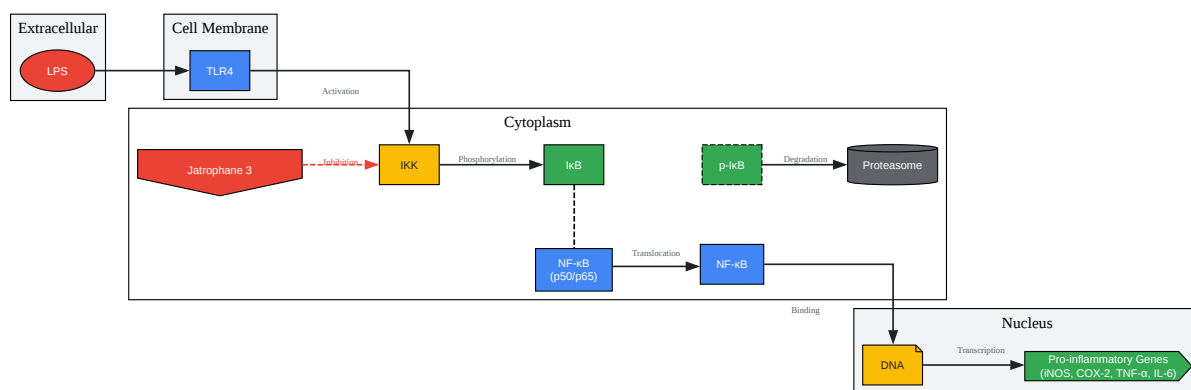 Extracellular
Cell Membrane
LPS
TLR4
Activation
Cytoplasm
Jatrophane 3
Inhibition
IKK
Phosphorylation
IκB
p-IκB
Degradation
Proteasome
NF-κB
(p50/p65)
Translocation
NF-κB
Binding
Nucleus
DNA
Transcription
Pro-inflammatory Genes
(iNOS, COX-2, TNF-α, IL-6)